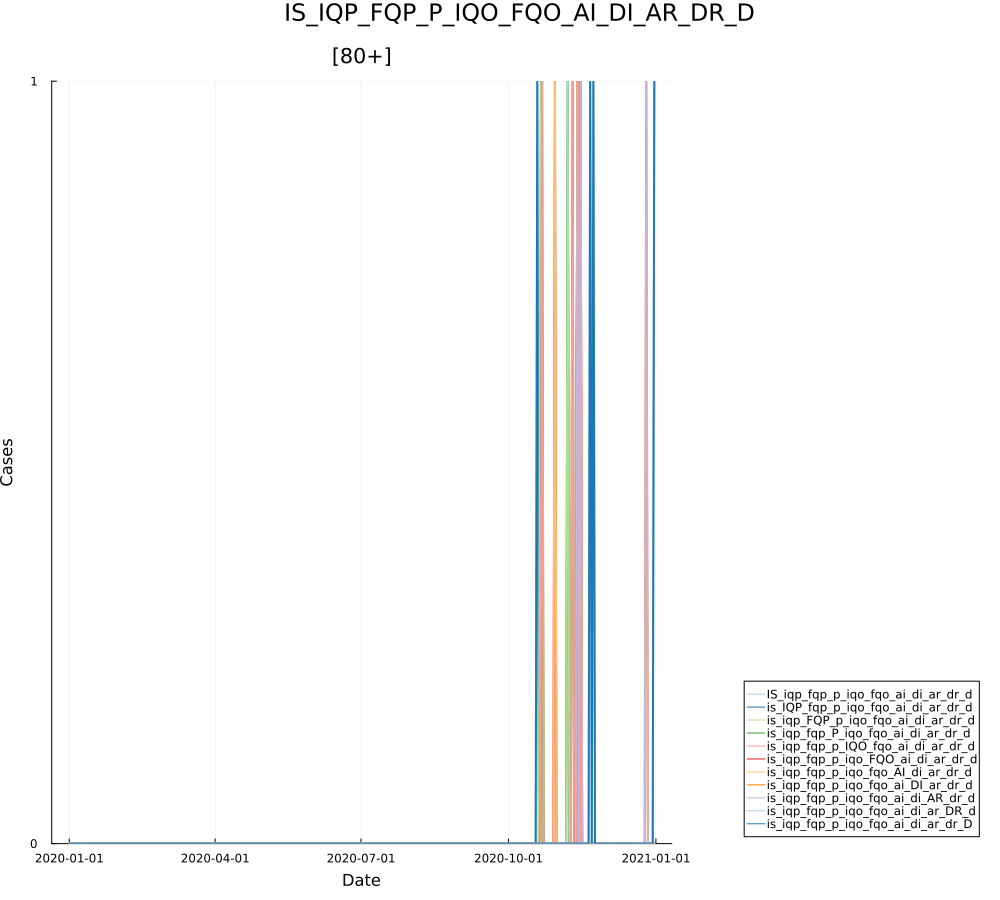 IS_IQP_FQP_P_IQO_FQO_AI_DI_AR_DR_D
[80+]
1
Cases
0
2020-01-01 2020-04-01 2020-07-01 2020-10-01 2021-01-01
Date
IS_iqp_fqp_p_iqo_fqo_ai_di_ar_dr_d
is_IQP_fqp_p_iqo_fqo_ai_di_ar_dr_d
is_iqp_FQP_p_iqo_fqo_ai_di_ar_dr_d
is_iqp_fqp_P_iqo_fqo_ai_di_ar_dr_d
is_iqp_fqp_p_IQO_fqo_ai_di_ar_dr_d
is_iqp_fqp_p_iqo_FQO_ai_di_ar_dr_d
is_iqp_fqp_p_iqo_fqo_AI_di_ar_dr_d
is_iqp_fqp_p_iqo_fqo_ai_DI_ar_dr_d
is_iqp_fqp_p_iqo_fqo_ai_di_AR_dr_d
is_iqp_fqp_p_iqo_fqo_ai_di_ar_DR_d
is_iqp_fqp_p_iqo_fqo_ai_di_ar_dr_D